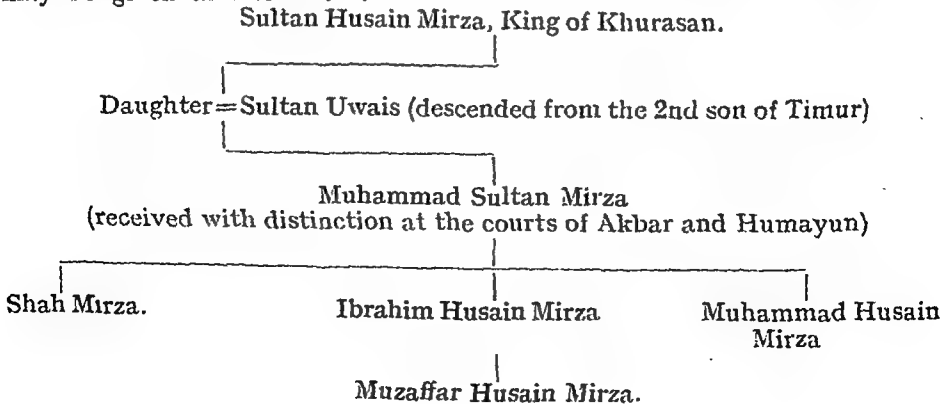 Sultan Husain Mirza, King of Khurasan.
Daughter=Sultan Uwais (descended from the 2nd son of Timur)
Muhammad Sultan Mirza
(received with distinction at the courts of Akbar and Humayun)
Shah Mirza. Ibrahim Husain Mirza Muhammad Husain
Mirza
Muzaffar Husain Mirza.